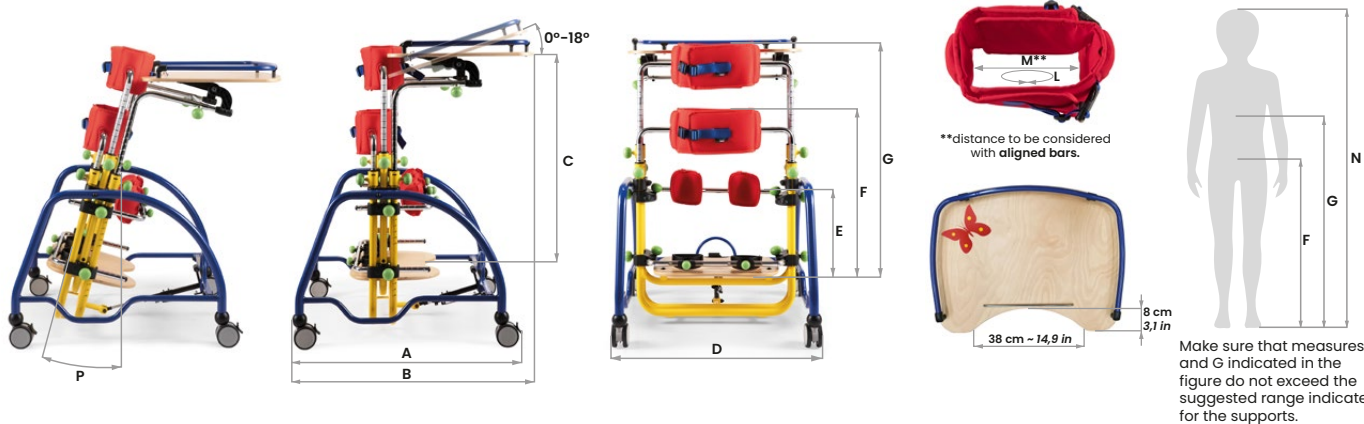 0°-18°
C
A
B
P
G
F
E
D
M**
L
**distance to be considered
with aligned bars.
8 cm
3,1 in
38 cm ~ 14,9 in
N
G
F
Make sure that measures
and G indicated in the
figure do not exceed the
suggested range indicate
for the supports.